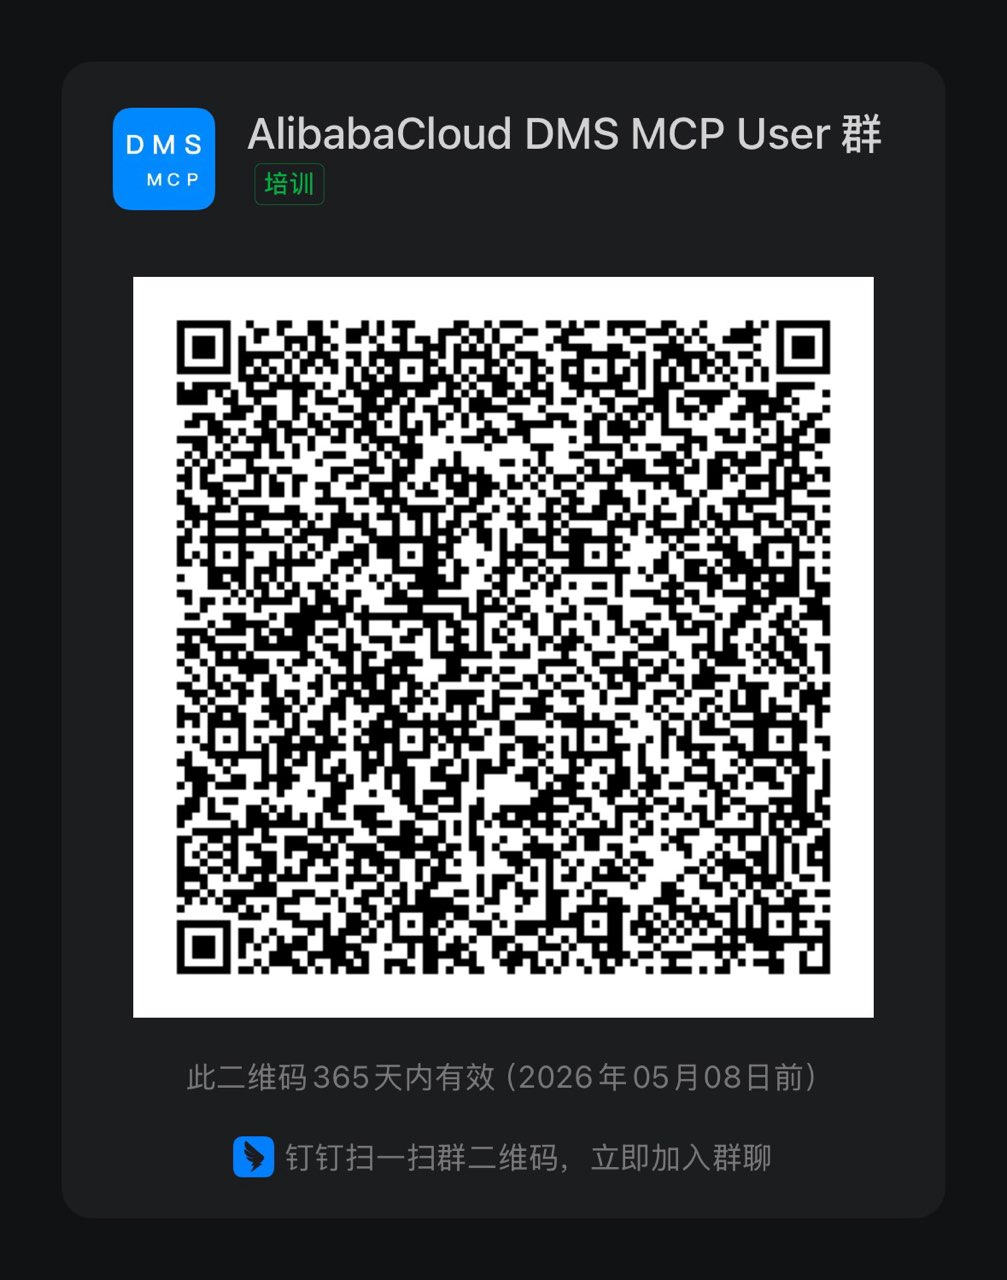 DMS
MCP
AlibabaCloud DMS MCP User 群
培训
此二维码365天内有效 (2026年05月08日前)
钉钉扫一扫群二维码，立即加入群聊